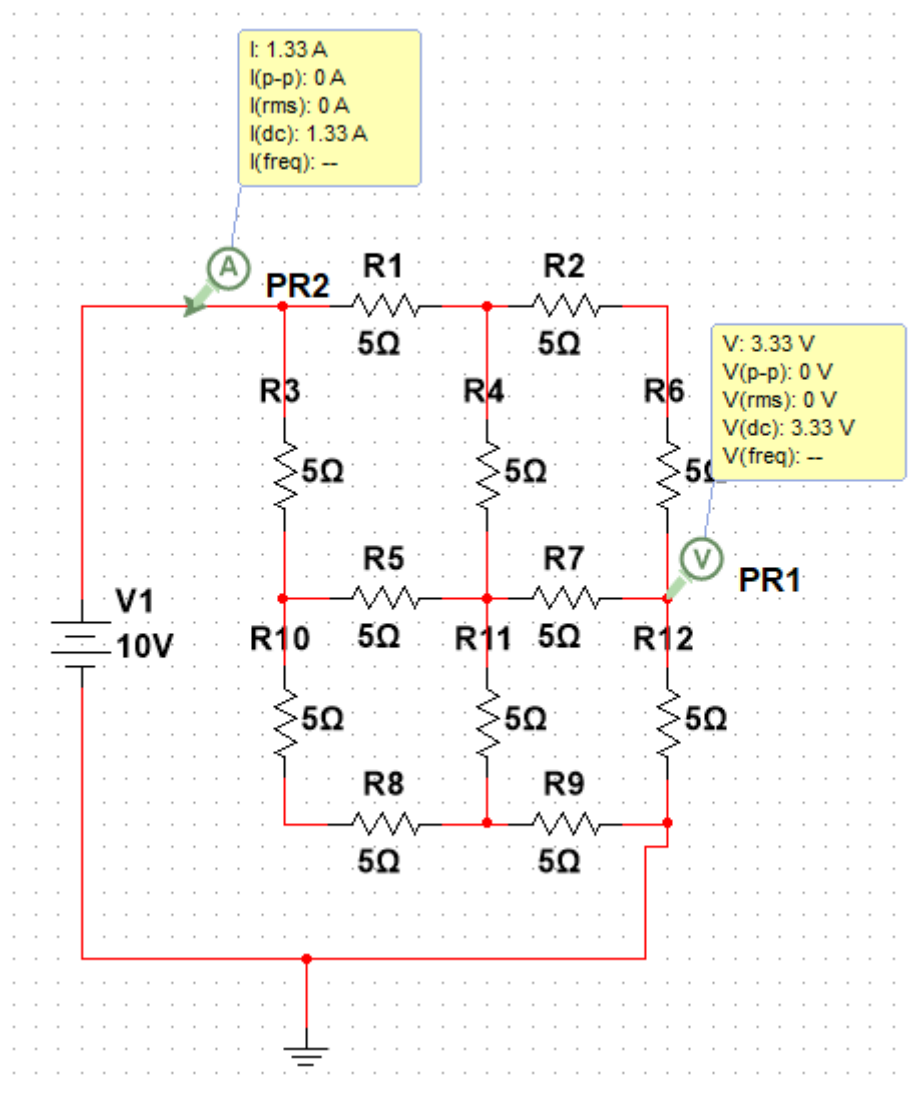 I: 1.33 A
I(p-p): 0 A
I(rms): 0 A
I(dc): 1.33 A
I(freq): --
A
PR2
R1
R2
5Ω
5Ω
V: 3.33 V
V(p-p): 0 V
V(rms): 0 V
V(dc): 3.33 V
V(freq): --
R3
R4
R6
5Ω
5Ω
V
PR1
R5
R7
5Ω
5Ω
V1
10V
R10
R11
R12
5Ω
5Ω
5Ω
R8
R9
5Ω
5Ω